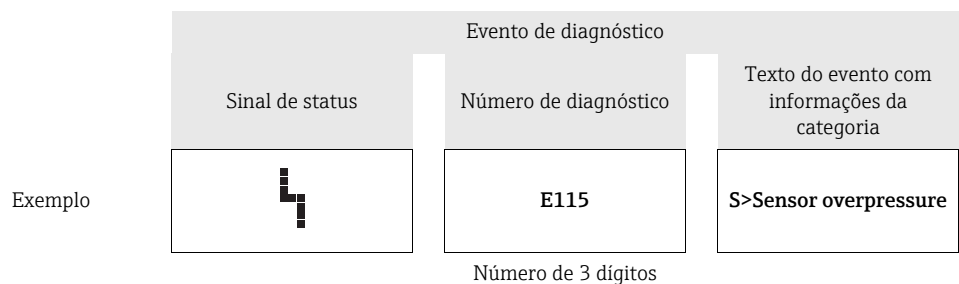 Evento de diagnóstico
Sinal de status
Número de diagnóstico
Texto do evento com
informações da
categoria
Exemplo
E115
S>Sensor overpressure
Número de 3 dígitos